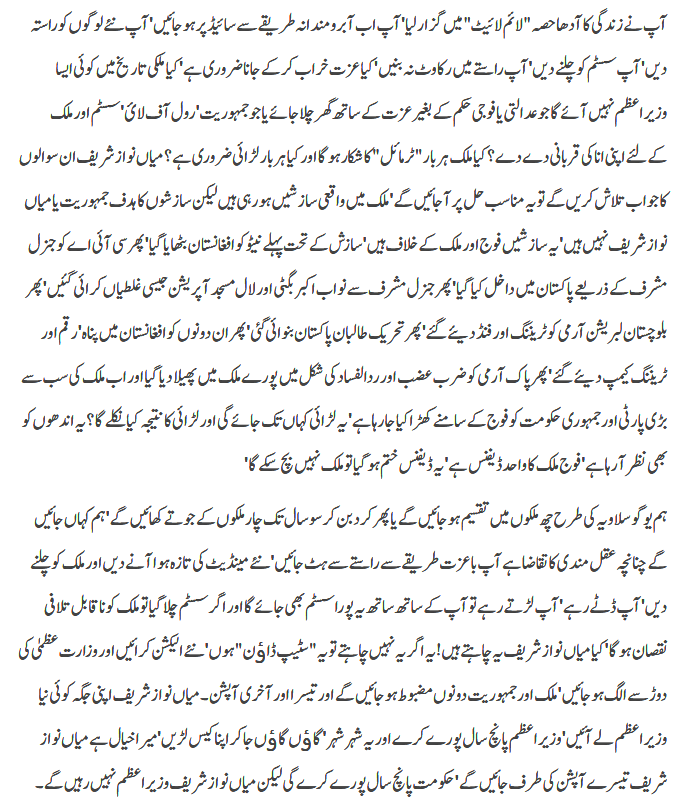 آپ نے زندگی کا آدھا حصہ "لائم لائیٹ" میں گزار لیا' آپ اب آبرو مندانہ طریقے سے سائیڈ پر ہو جائیں' آپ نئے لوگوں کو راستہ
دیں' آپ سسٹم کو چلنے دیں' آپ راستے میں رکاوٹ نہ بنیں' کیا عزت خراب کر کے جانا ضروری ہے' کیا ملکی تاریخ میں کوئی ایسا
وزیراعظم نہیں آئے گا جو عدالتی یا فوجی حکم کے بغیر عزت کے ساتھ گھر چلا جائے یا جو جمہوریت' رول آف لائ' سسٹم اور ملک
کے لئے اپنی انا کی قربانی دے دے؟ کیا ملک ہر بار "ٹرمائل" کا شکار ہو گا اور کیا ہر بار لڑائی ضروری ہے؟ میاں نواز شریف ان سوالوں
کا جواب تلاش کریں گے تو یہ مناسب حل پر آ جائیں گے' ملک میں واقعی سازشیں ہو رہی ہیں لیکن سازشوں کا ہدف جمہوریت یا میاں
نواز شریف نہیں ہیں' یہ سازشیں فوج اور ملک کے خلاف ہیں' سازش کے تحت پہلے نیٹو کو افغانستان بٹھایا گیا' پھر سی آئی اے کو جنرل
مشرف کے ذریعے پاکستان میں داخل کیا گیا' پھر جنرل مشرف سے نواب اکبر بگٹی اور لال مسجد آپریشن جیسی غلطیاں کرائی گئیں' پھر
بلوچستان لبریشن آرمی کو ٹریننگ اور فنڈ دیئے گئے' پھر تحریک طالبان پاکستان بنوائی گئی' پھر ان دونوں کو افغانستان میں پناہ' رقم اور
ٹریننگ کیمپ دیئے گئے' پھر پاک آرمی کو ضرب عضب اور ردالفساد کی شکل میں پورے ملک میں پھیلا دیا گیا اور اب ملک کی سب سے
بڑی پارٹی اور جمہوری حکومت کو فوج کے سامنے کھڑا کیا جا رہا ہے' یہ لڑائی کہاں تک جائے گی اور لڑائی کا نتیجہ کیا نکلے گا؟ یہ اندھوں کو
بھی نظر آ رہا ہے' فوج ملک کا واحد ڈیفنس ہے' یہ ڈیفنس ختم ہو گیا تو ملک نہیں بچ سکے گا'
ہم یوگوسلاویہ کی طرح چھ ملکوں میں تقسیم ہو جائیں گے یا پھر کرد بن کر سو سال تک چار ملکوں کے جوتے کھائیں گے' ہم کہاں جائیں
گے چنانچہ عقل مندی کا تقاضا ہے آپ باعزت طریقے سے راستے سے ہٹ جائیں' نئے مینڈیٹ کی تازہ ہوا آنے دیں اور ملک کو چلنے
دیں' آپ ڈٹے رہے' آپ لڑتے رہے تو آپ کے ساتھ ساتھ یہ پورا سسٹم بھی جائے گا اور اگر سسٹم چلا گیا تو ملک کو ناقابل تلافی
نقصان ہو گا' کیا میاں نواز شریف یہ چاہتے ہیں! یہ اگر یہ نہیں چاہتے تو یہ "سٹیپ ڈاؤن" ہوں' نئے الیکشن کرائیں اور وزارت عظمیٰ کی
دوڑ سے الگ ہو جائیں' ملک اور جمہوریت دونوں مضبوط ہو جائیں گے اور تیسرا اور آخری آپشن۔ میاں نواز شریف اپنی جگہ کوئی نیا
وزیراعظم لے آئیں' وزیراعظم پانچ سال پورے کرے اور یہ شہر شہر' گاؤں گاؤں جا کر اپنا کیس لڑیں' میرا خیال ہے میاں نواز
شریف تیسرے آپشن کی طرف جائیں گے' حکومت پانچ سال پورے کرے گی لیکن میاں نواز شریف وزیراعظم نہیں رہیں گے۔